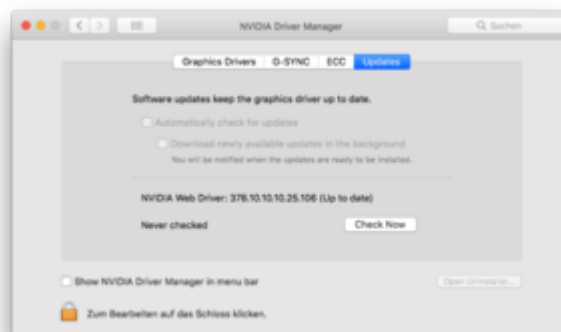 NVIDIA Driver Manager
Suchen
Graphics Drivers G-SYNC ECC Updates
Software updates keep the graphics driver up to date.
Automatically check for updates
Download newly available updates in the background
You will be notified when the updates are ready to be installed.
NVIDIA Web Driver: 378.10.10.10.25.106 (Up to date)
Never checked Check Now
Show NVIDIA Driver Manager in menu bar Open Uninstaller...
Zum Bearbeiten auf das Schloss klicken.